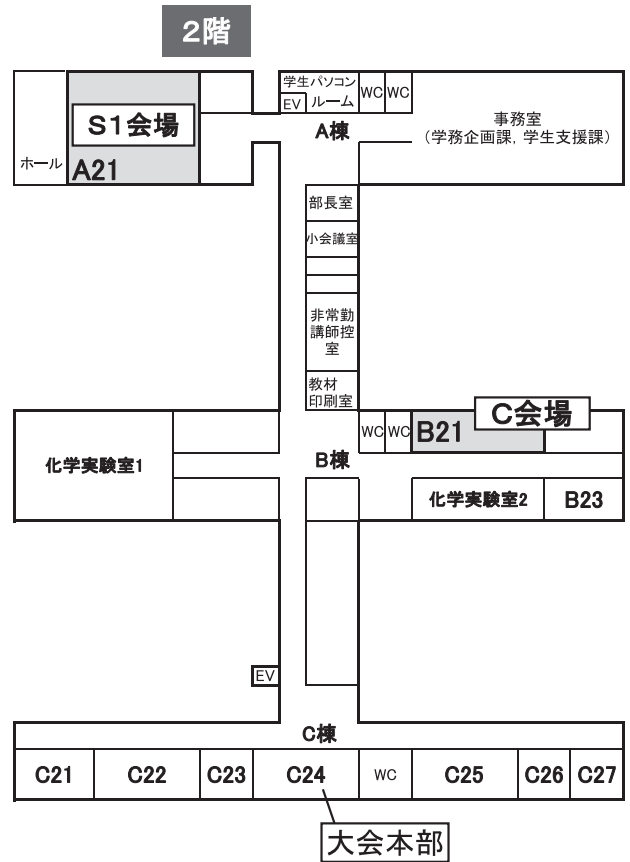 2階
学生パソコン
ルーム
EV
WC
WC
S1会場
ホール
A21
A棟
事務室
(学務企画課,学生支援課)
部長室
小会議室
非常勤
講師控
室
教材
印刷室
C会場
WC
WC
B21
化学実験室1
B棟
化学実験室2
B23
EV
C棟
C21
C22
C23
C24
WC
C25
C26
C27
大会本部